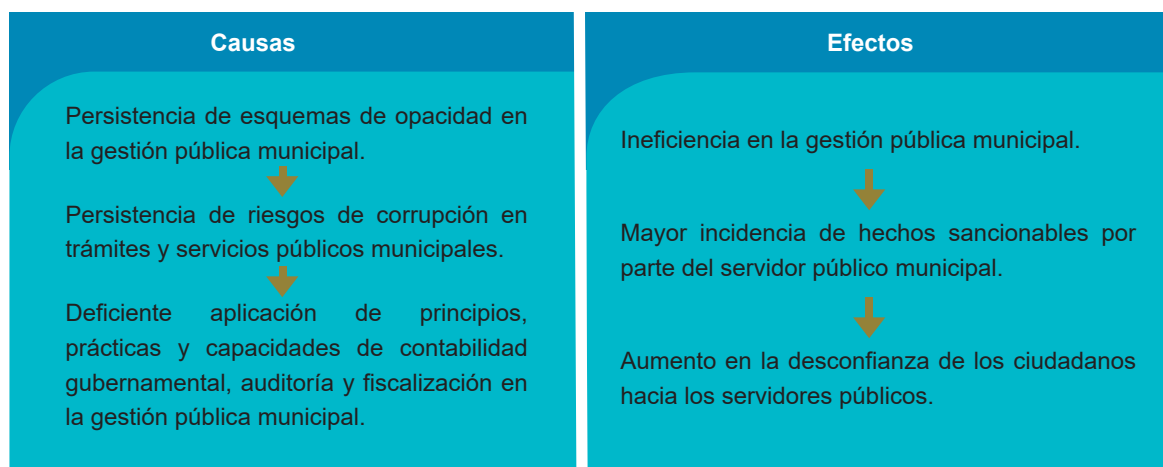 Causas
Persistencia de esquemas de opacidad en
la gestión pública municipal.
Persistencia de riesgos de corrupción en
trámites y servicios públicos municipales.
Deficiente aplicación de principios,
prácticas y capacidades de contabilidad
gubernamental, auditoría y fiscalización en
la gestión pública municipal.
Efectos
Ineficiencia en la gestión pública municipal.
Mayor incidencia de hechos sancionables por
parte del servidor público municipal.
Aumento en la desconfianza de los ciudadanos
hacia los servidores públicos.